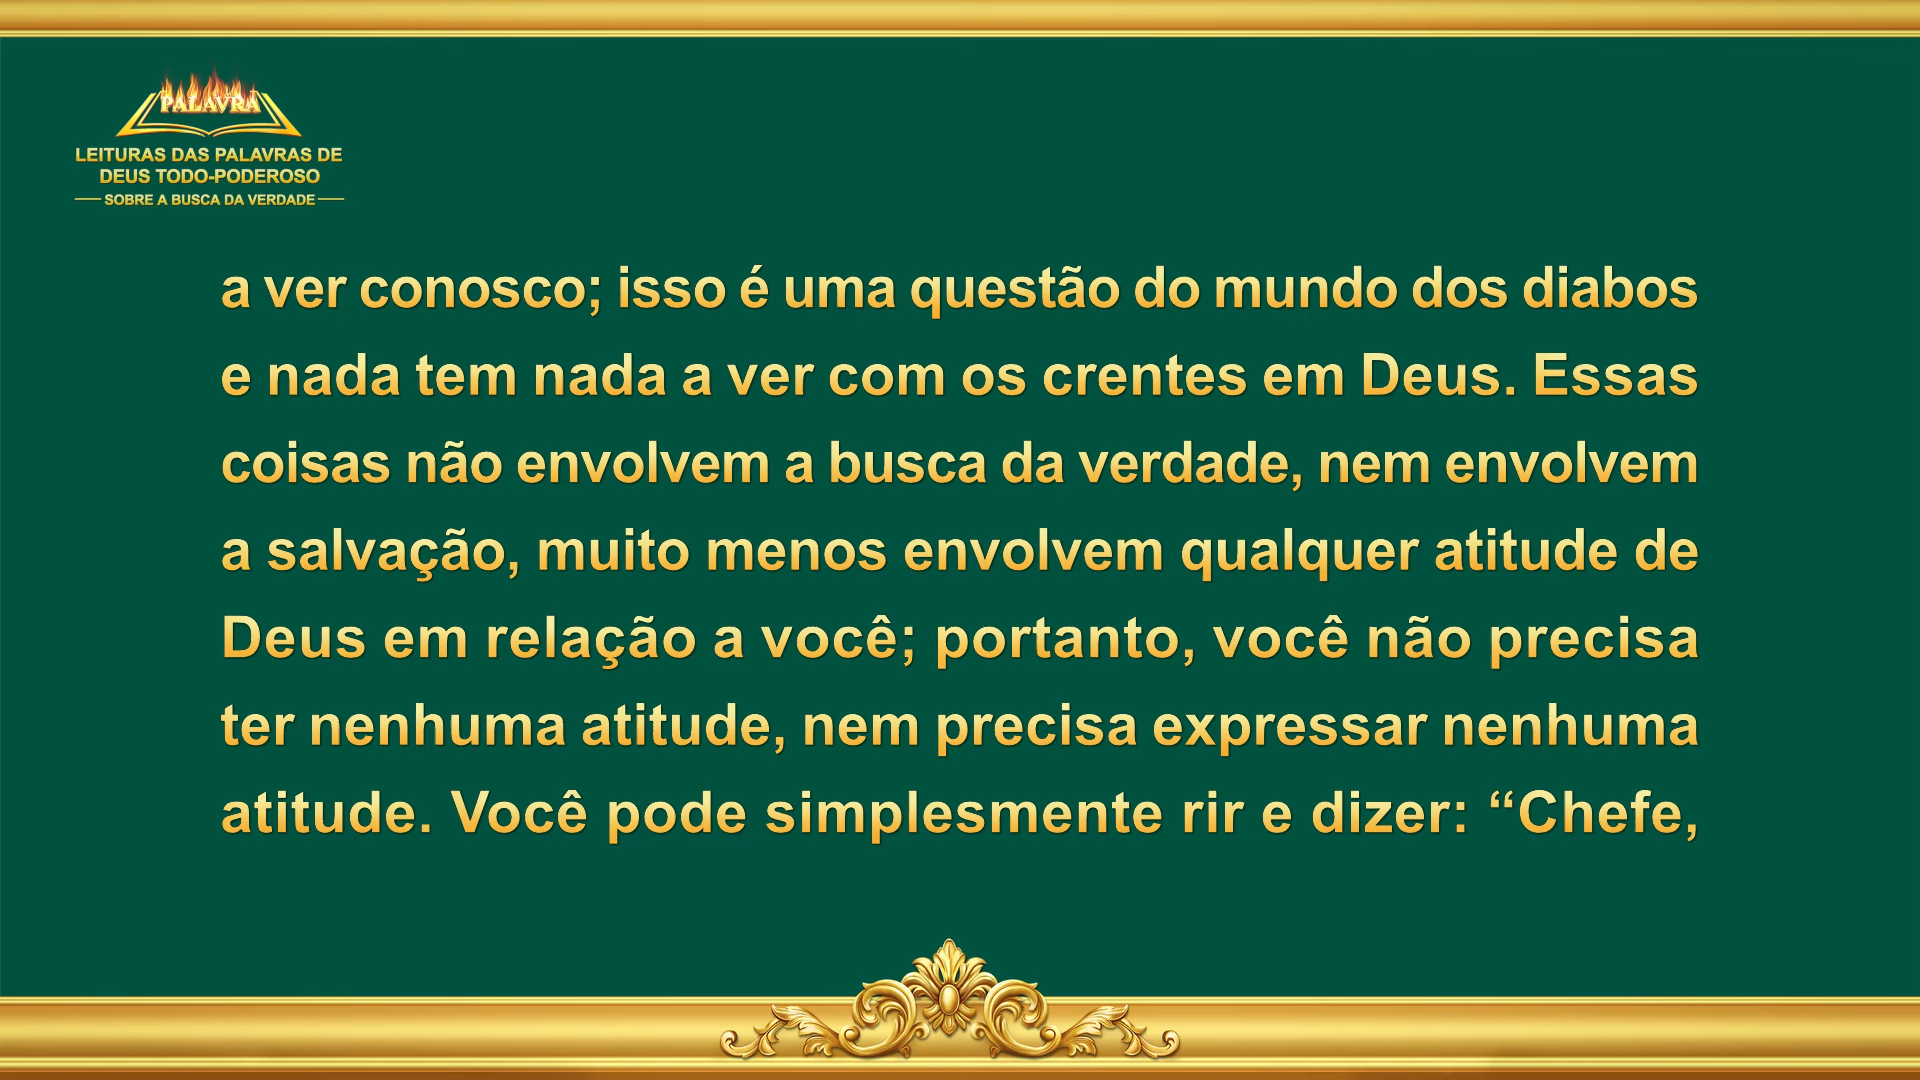 PALAVRA
LEITURAS DAS PALAVRAS DE
DEUS TODO-PODEROSO
SOBRE A BUSCA DA VERDADE
a ver conosco; isso é uma questão do mundo dos diabos
e nada tem nada a ver com os crentes em Deus. Essas
coisas não envolvem a busca da verdade, nem envolvem
a salvação, muito menos envolvem qualquer atitude de
Deus em relação a você; portanto, você não precisa
ter nenhuma atitude, nem precisa expressar nenhuma
atitude. Você pode simplesmente rir e dizer: “Chefe,